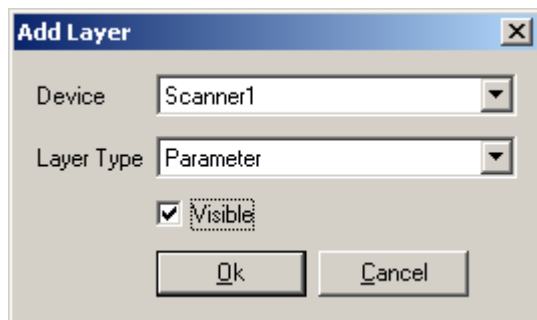 Add Layer
Device Scanner1
Layer Type Parameter
Visible
Ok Cancel